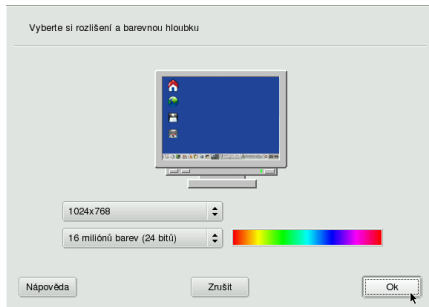 Vyberte si rozlišení a barevnou hloubku
1024x768
16 miliónů barev (24 bitů)
Nápověda
Zrušit
Ok